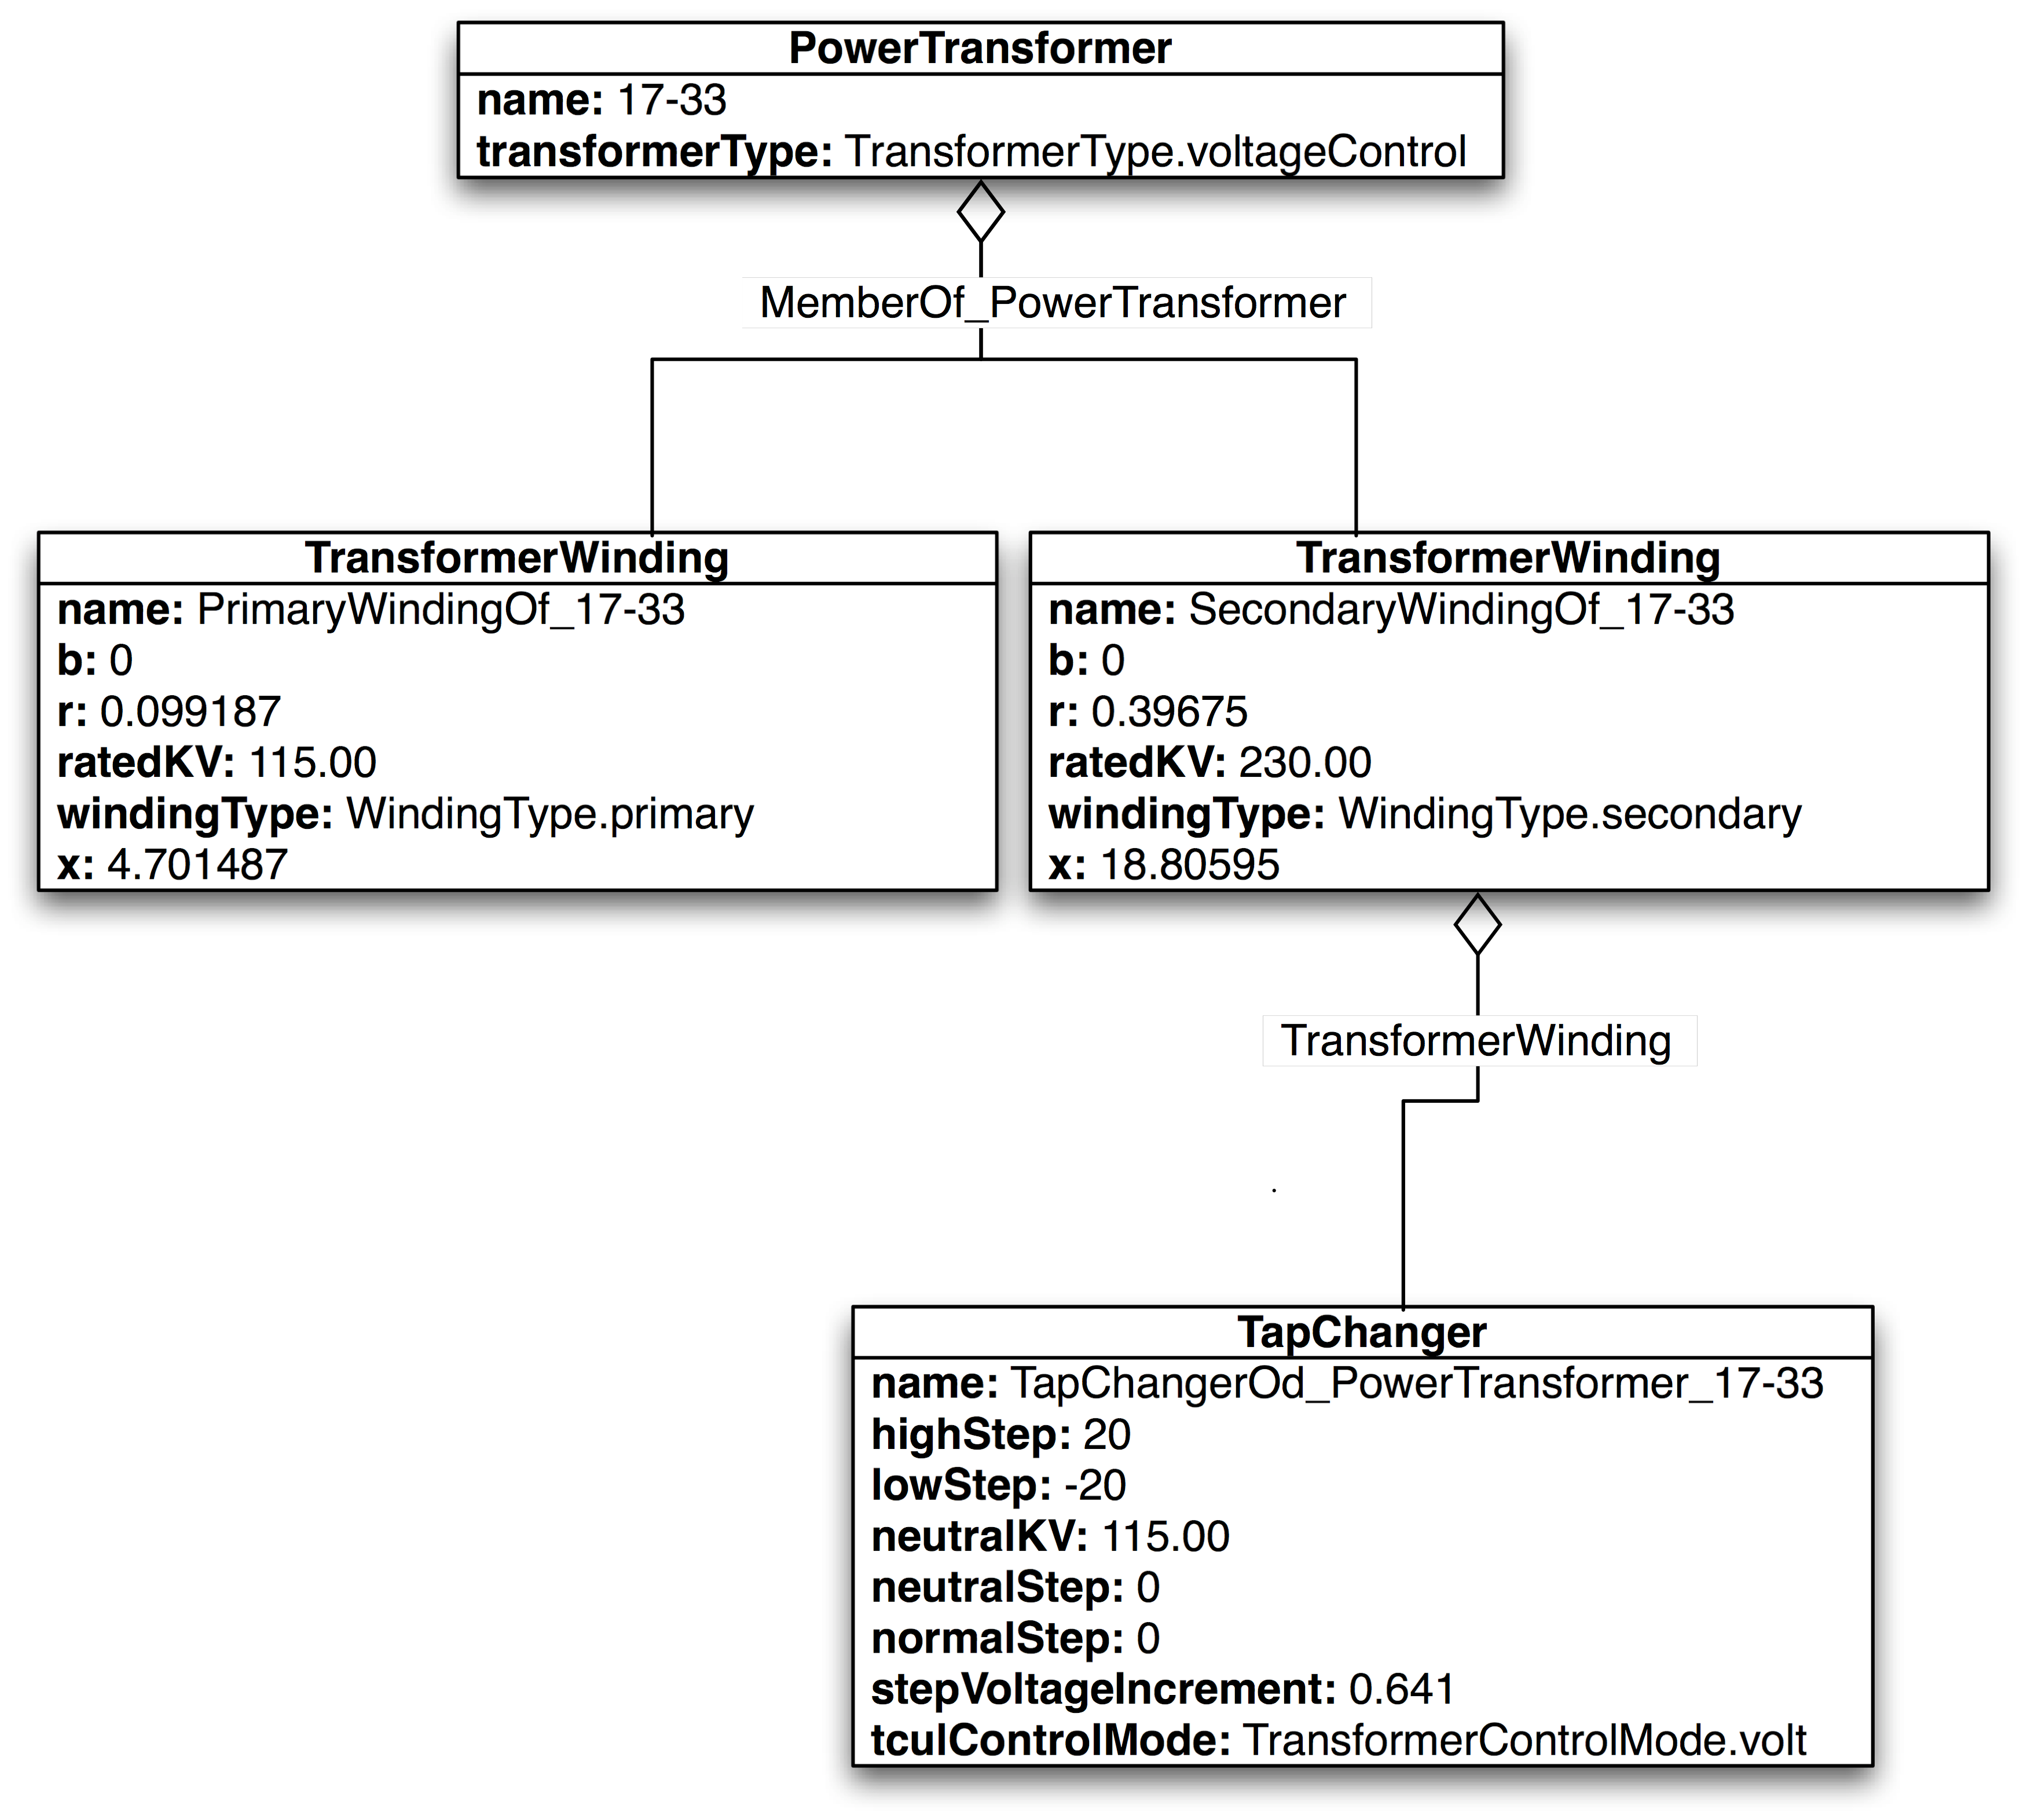 PowerTransformer
name: 17-33
transformerType: TransformerType.voltageControl
MemberOf_PowerTransformer
TransformerWinding
name: PrimaryWindingOf_17-33
b: 0
r: 0.099187
ratedKV: 115.00
windingType: WindingType.primary
x: 4.701487
TransformerWinding
name: SecondaryWindingOf_17-33
b: 0
r: 0.39675
ratedKV: 230.00
windingType: WindingType.secondary
x: 18.80595
TransformerWinding
TapChanger
name: TapChangerOd_PowerTransformer_17-33
highStep: 20
lowStep: -20
neutralKV: 115.00
neutralStep: 0
normalStep: 0
stepVoltageIncrement: 0.641
tculControlMode: TransformerControlMode.volt